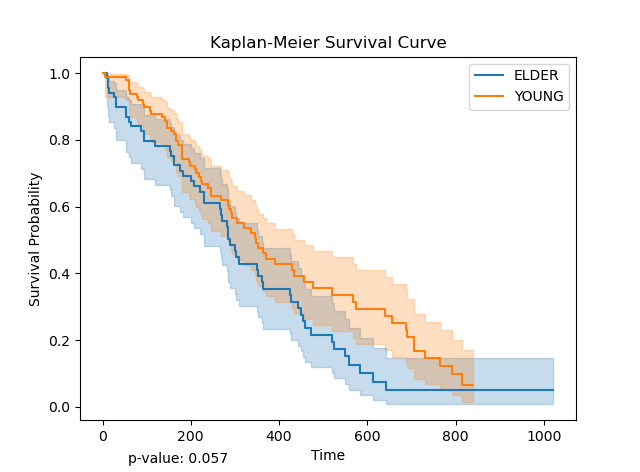 Kaplan-Meier Survival Curve
ELDER
YOUNG
Survival Probability
1.0
0.8
0.6
0.4
0.2
0.0
0 200 400 600 800 1000
Time
p-value: 0.057